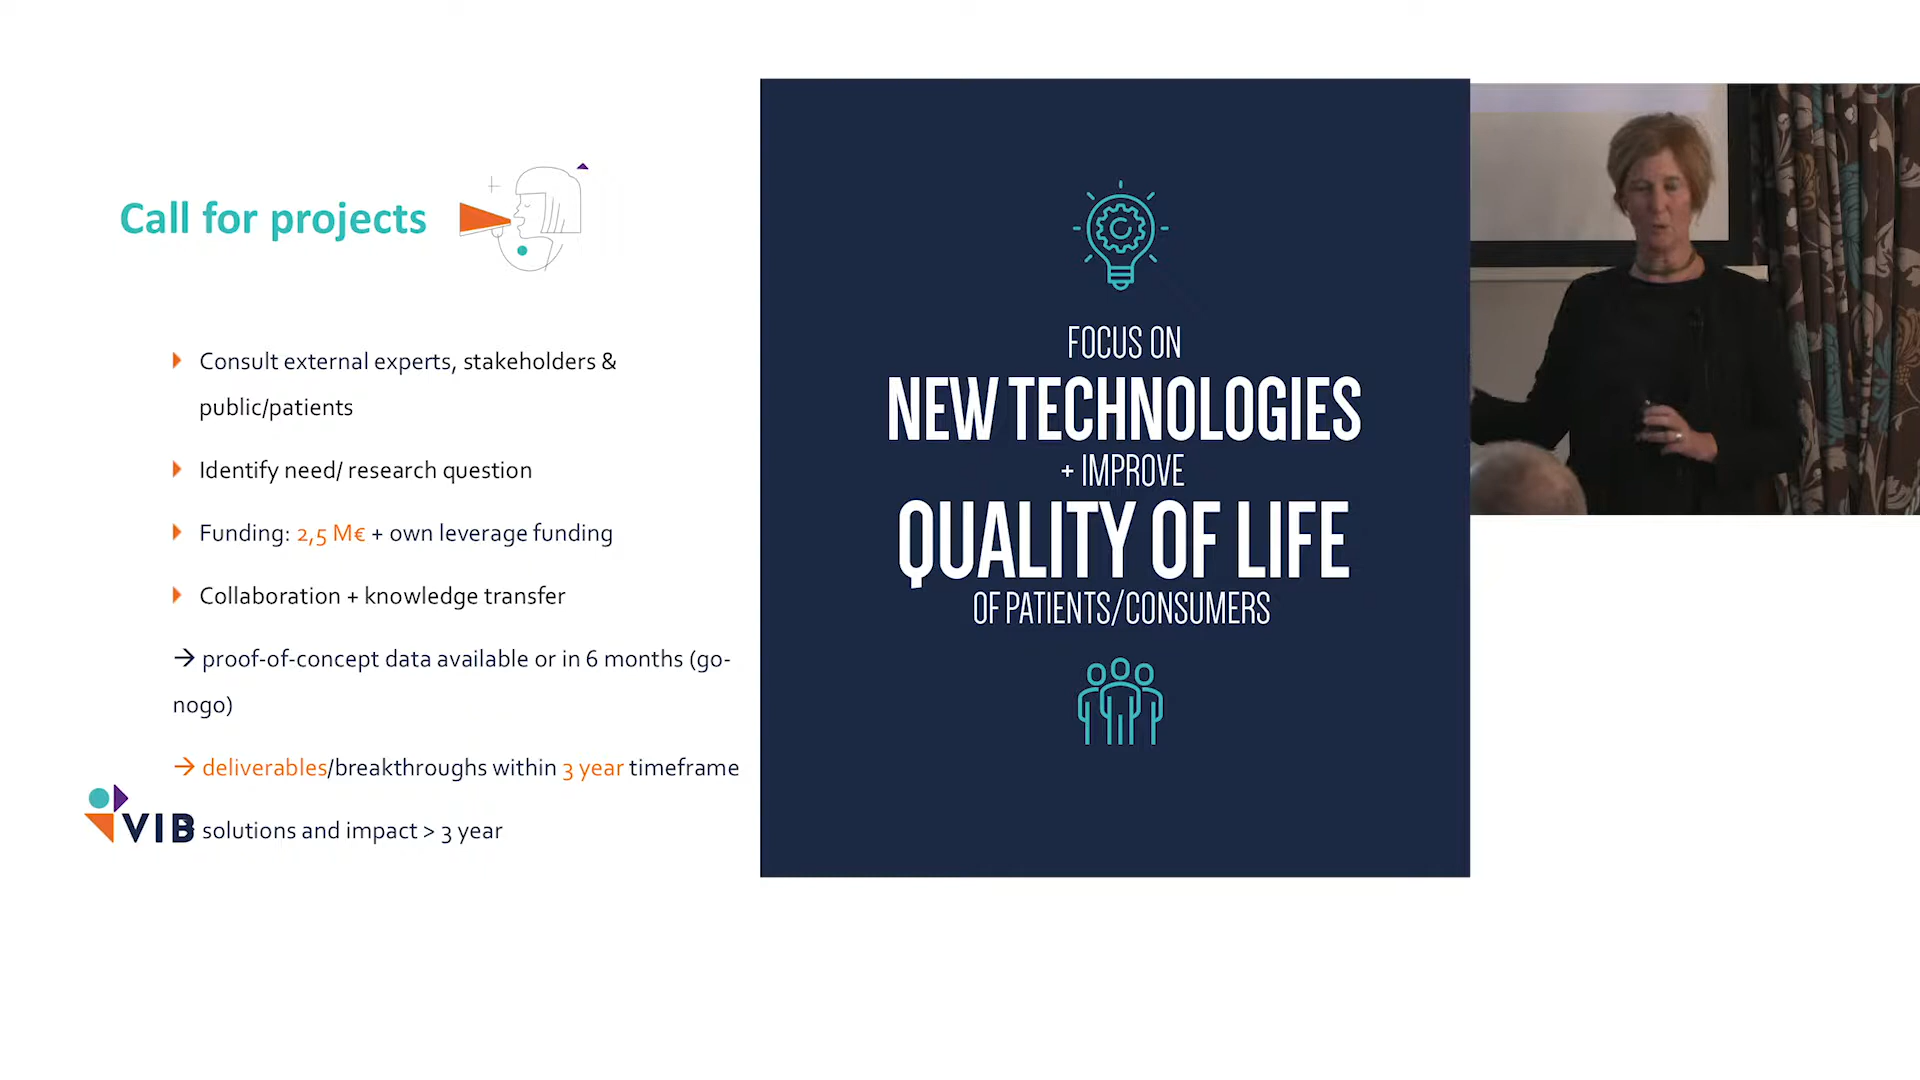 Call for projects
Consult external experts, stakeholders &
public/patients
Identify need/ research question
Funding: 2,5 M€ + own leverage funding
Collaboration + knowledge transfer
→ proof-of-concept data available or in 6 months (go-
nogo)
→ deliverables/breakthroughs within 3 year timeframe
solutions and impact > 3 year
VIB
FOCUS ON
NEW TECHNOLOGIES
+ IMPROVE
QUALITY OF LIFE
OF PATIENTS/CONSUMERS